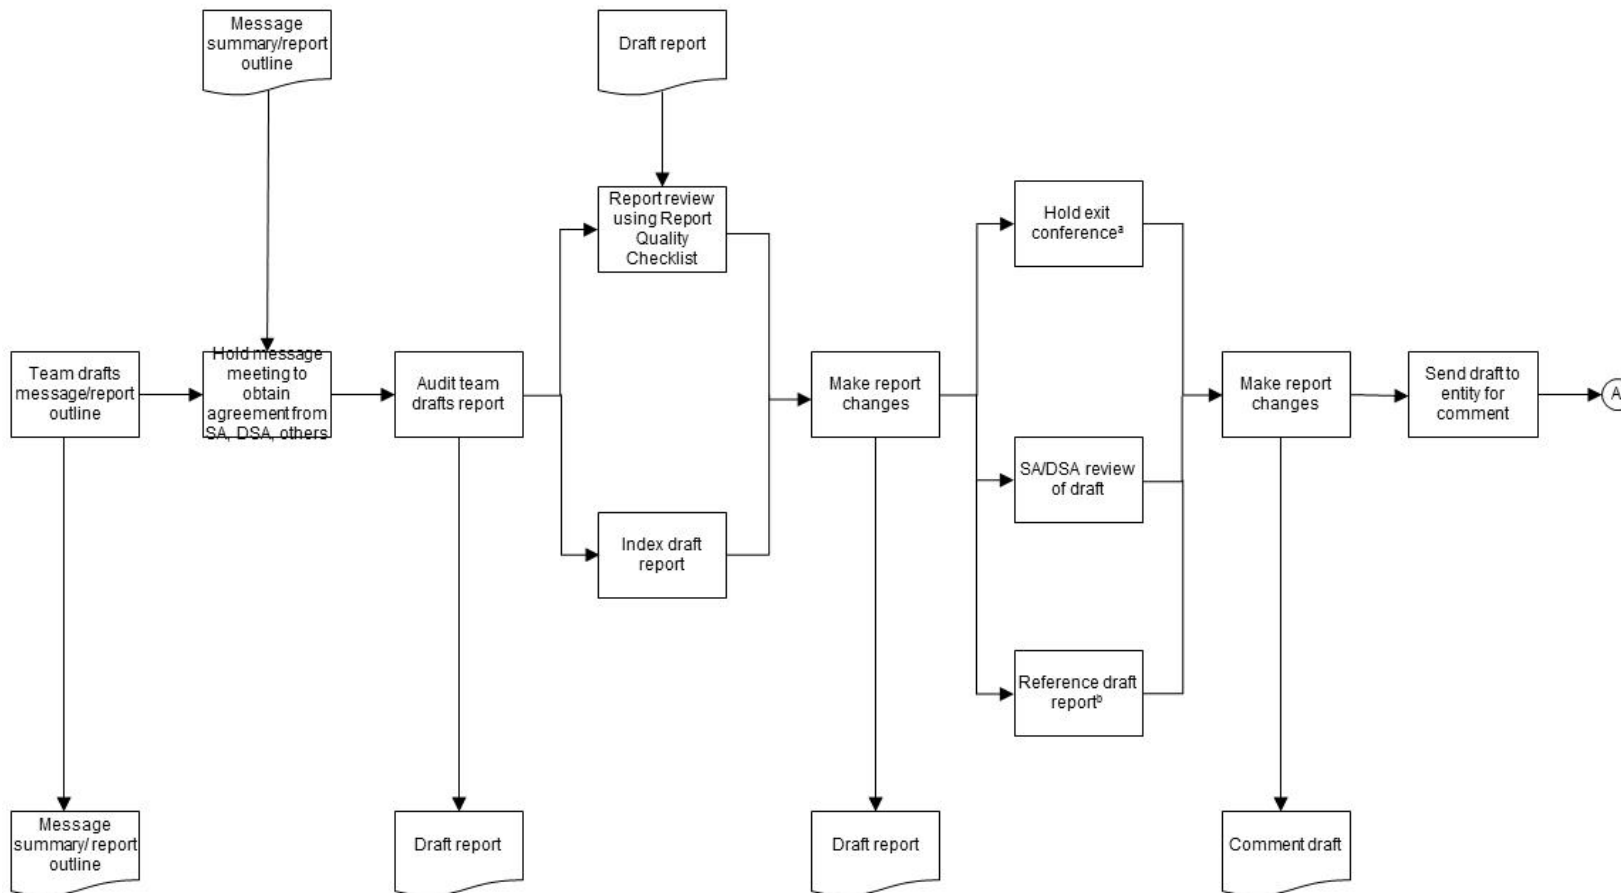 Message
summary/report
outline
Draft report
Report review
using Report
Quality
Checklist
Hold exit
conferenceª
Team drafts
message/report
outline
Hold message
meeting to
obtain
agreement from
SA, DSA, others
Audit team
drafts report
Make report
changes
Make report
changes
Send draft to
entity for
comment
A
SA/DSA review
of draft
Index draft
report
Reference draft
reportᵇ
Message
summary/ report
outline
Draft report
Draft report
Comment draft